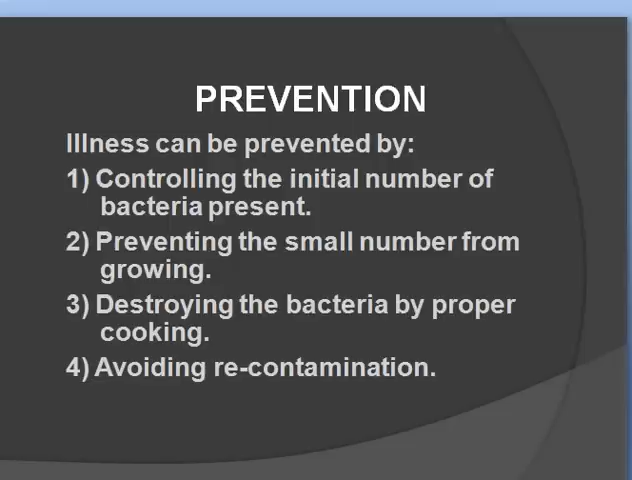 PREVENTION
Illness can be prevented by:
1) Controlling the initial number of
bacteria present.
2) Preventing the small number from
growing.
3) Destroying the bacteria by proper
cooking.
4) Avoiding re-contamination.